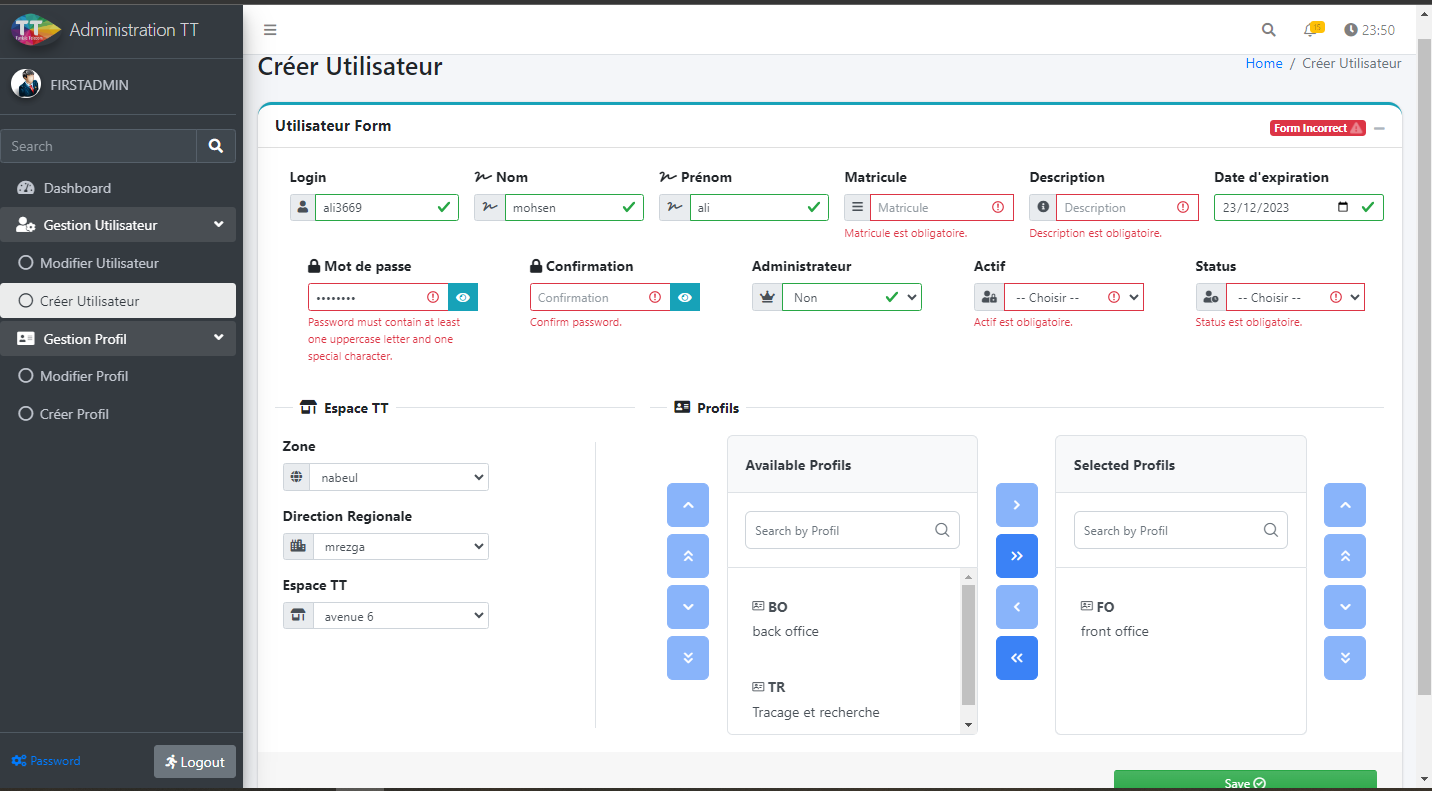 TT
Administration TT
15
23:50
FIRSTADMIN
Search
Dashboard
Gestion Utilisateur
Modifier Utilisateur
Créer Utilisateur
Gestion Profil
Modifier Profil
Créer Profil
Password
Logout
Créer Utilisateur
Home / Créer Utilisateur
Utilisateur Form
Form Incorrect
Login
Nom
Prénom
Matricule
Description
Date d'expiration
ali3669
mohsen
ali
Matricule
Description
23/12/2023
Matricule est obligatoire.
Description est obligatoire.
Mot de passe
Confirmation
Administrateur
Actif
Status
••••••••
Confirmation
Non
-- Choisir --
-- Choisir --
Password must contain at least
one uppercase letter and one
special character.
Confirm password.
Actif est obligatoire.
Status est obligatoire.
Espace TT
Zone
nabeul
Direction Regionale
mrezga
Espace TT
avenue 6
Profils
Available Profils
Search by Profil
BO
back office
TR
Tracage et recherche
Selected Profils
Search by Profil
FO
front office
Save